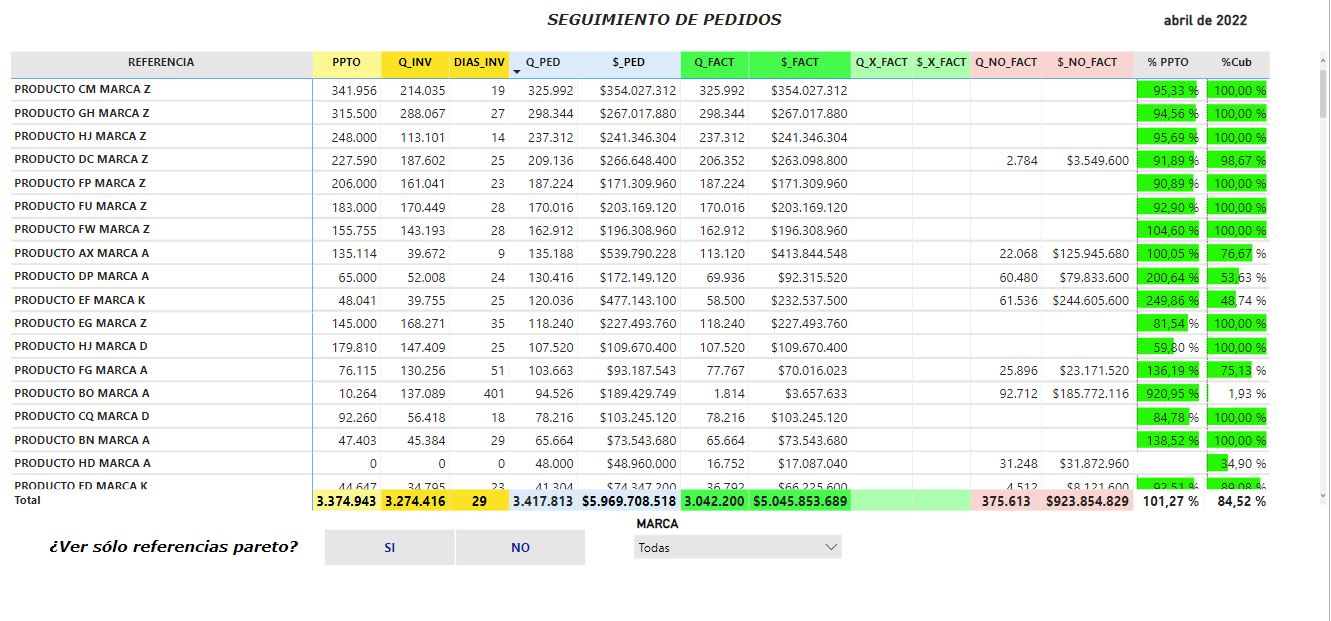 SEGUIMIENTO DE PEDIDOS abril de 2022
REFERENCIA PPTO Q_INV DIAS_INV Q_PED $_PED Q_FACT $_FACT Q_X_FACT $_X_FACT Q_NO_FACT $_NO_FACT % PPTO %Cub
PRODUCTO CM MARCA Z 341.956 214.035 19 325.992 $354.027.312 325.992 $354.027.312 95,33 % 100,00 %
PRODUCTO GH MARCA Z 315.500 288.067 27 298.344 $267.017.880 298.344 $267.017.880 94,56 % 100,00 %
PRODUCTO HJ MARCA Z 248.000 113.101 14 237.312 $241.346.304 237.312 $241.346.304 95,69 % 100,00 %
PRODUCTO DC MARCA Z 227.590 187.602 25 209.136 $266.648.400 206.352 $263.098.800 2.784 $3.549.600 91,89 % 98,67 %
PRODUCTO FP MARCA Z 206.000 161.041 23 187.224 $171.309.960 187.224 $171.309.960 90,89 % 100,00 %
PRODUCTO FU MARCA Z 183.000 170.449 28 170.016 $203.169.120 170.016 $203.169.120 92,90 % 100,00 %
PRODUCTO FW MARCA Z 155.755 143.193 28 162.912 $196.308.960 162.912 $196.308.960 104,60 % 100,00 %
PRODUCTO AX MARCA A 135.114 39.672 9 135.188 $539.790.228 113.120 $413.844.548 22.068 $125.945.680 100,05 % 76,67 %
PRODUCTO DP MARCA A 65.000 52.008 24 130.416 $172.149.120 69.936 $92.315.520 60.480 $79.833.600 200,64 % 53,63 %
PRODUCTO EF MARCA K 48.041 39.755 25 120.036 $477.143.100 58.500 $232.537.500 61.536 $244.605.600 249,86 % 48,74 %
PRODUCTO EG MARCA Z 145.000 168.271 35 118.240 $227.493.760 118.240 $227.493.760 81,54 % 100,00 %
PRODUCTO HJ MARCA D 179.810 147.409 25 107.520 $109.670.400 107.520 $109.670.400 59,80 % 100,00 %
PRODUCTO FG MARCA A 76.115 130.256 51 103.663 $93.187.543 77.767 $70.016.023 25.896 $23.171.520 136,19 % 75,13 %
PRODUCTO BO MARCA A 10.264 137.089 401 94.526 $189.429.749 1.814 $3.657.633 92.712 $185.772.116 920,95 % 1,93 %
PRODUCTO CQ MARCA D 92.260 56.418 18 78.216 $103.245.120 78.216 $103.245.120 84,78 % 100,00 %
PRODUCTO BN MARCA A 47.403 45.384 29 65.664 $73.543.680 65.664 $73.543.680 138,52 % 100,00 %
PRODUCTO HD MARCA A 0 0 0 48.000 $48.960.000 16.752 $17.087.040 31.248 $31.872.960 34,90 %
PRODUCTO ED MARCA K 44.647 34.795 23 41.304 $74.347.200 36.792 $66.225.600 4.512 $8.121.600 92,51 % 89,08 %
Total 3.374.943 3.274.416 29 3.417.813 $5.969.708.518 3.042.200 $5.045.853.689 375.613 $923.854.829 101,27 % 84,52 %
MARCA
¿Ver sólo referencias pareto? SI NO Todas